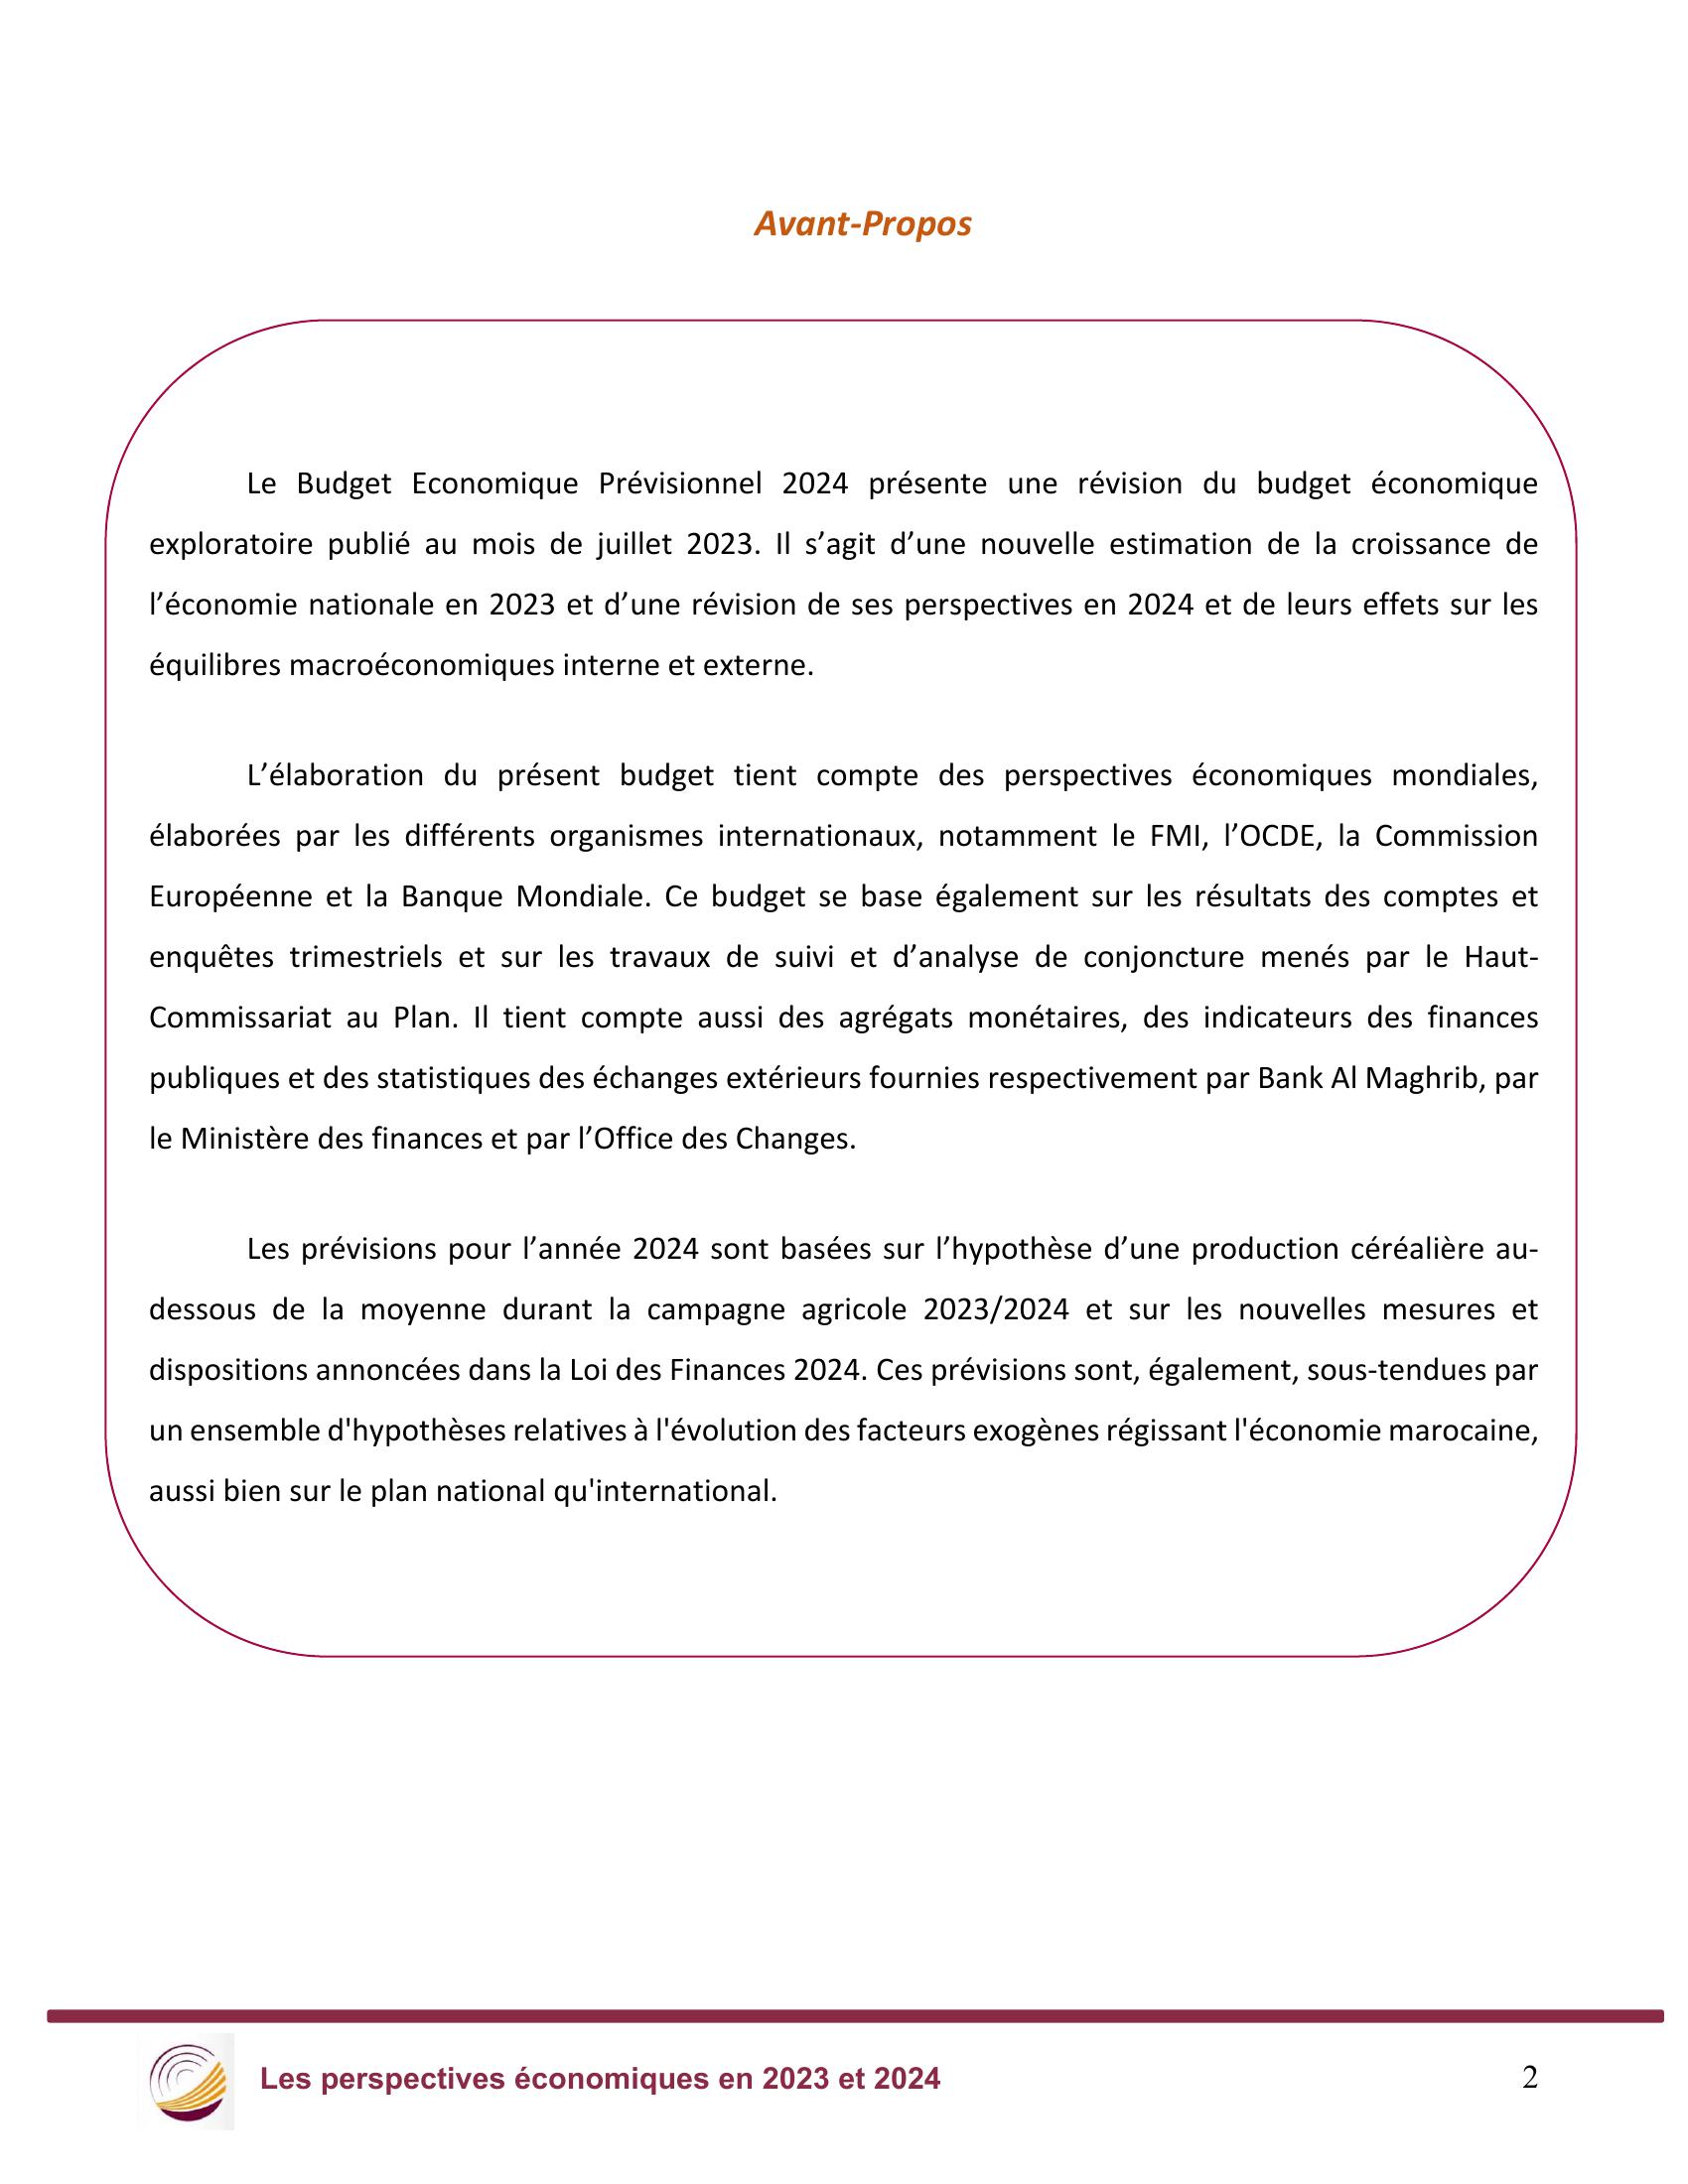 Avant-Propos
Le Budget Economique Prévisionnel 2024 présente une révision du budget économique
exploratoire publié au mois de juillet 2023. Il s’agit d’une nouvelle estimation de la croissance de
l’économie nationale en 2023 et d’une révision de ses perspectives en 2024 et de leurs effets sur les
équilibres macroéconomiques interne et externe.
L’élaboration du présent budget tient compte des perspectives économiques mondiales,
élaborées par les différents organismes internationaux, notamment le FMI, l’OCDE, la Commission
Européenne et la Banque Mondiale. Ce budget se base également sur les résultats des comptes et
enquêtes trimestriels et sur les travaux de suivi et d’analyse de conjoncture menés par le Haut-
Commissariat au Plan. Il tient compte aussi des agrégats monétaires, des indicateurs des finances
publiques et des statistiques des échanges extérieurs fournies respectivement par Bank Al Maghrib, par
le Ministère des finances et par l’Office des Changes.
Les prévisions pour l’année 2024 sont basées sur l’hypothèse d’une production céréalière au-
dessous de la moyenne durant la campagne agricole 2023/2024 et sur les nouvelles mesures et
dispositions annoncées dans la Loi des Finances 2024. Ces prévisions sont, également, sous-tendues par
un ensemble d'hypothèses relatives à l'évolution des facteurs exogènes régissant l'économie marocaine,
aussi bien sur le plan national qu'international.
Les perspectives économiques en 2023 et 2024
2